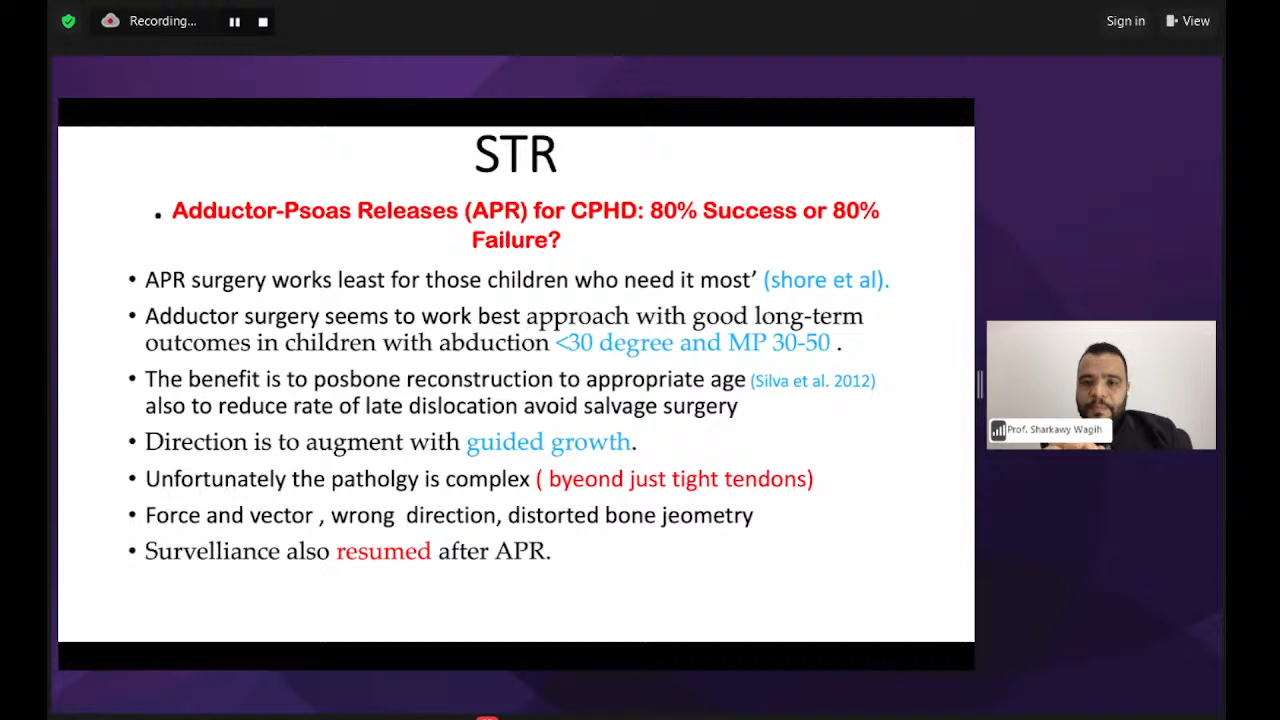 Recording...
Sign in
View
STR
. Adductor-Psoas Releases (APR) for CPHD: 80% Success or 80%
Failure?
• APR surgery works least for those children who need it most’ (shore et al).
• Adductor surgery seems to work best approach with good long-term
outcomes in children with abduction <30 degree and MP 30-50 .
• The benefit is to posbone reconstruction to appropriate age (Silva et al. 2012)
also to reduce rate of late dislocation avoid salvage surgery
• Direction is to augment with guided growth.
• Unfortunately the patholgy is complex ( byeond just tight tendons)
• Force and vector , wrong direction, distorted bone jeometry
• Survelliance also resumed after APR.
Prof. Sharkawy Wagih